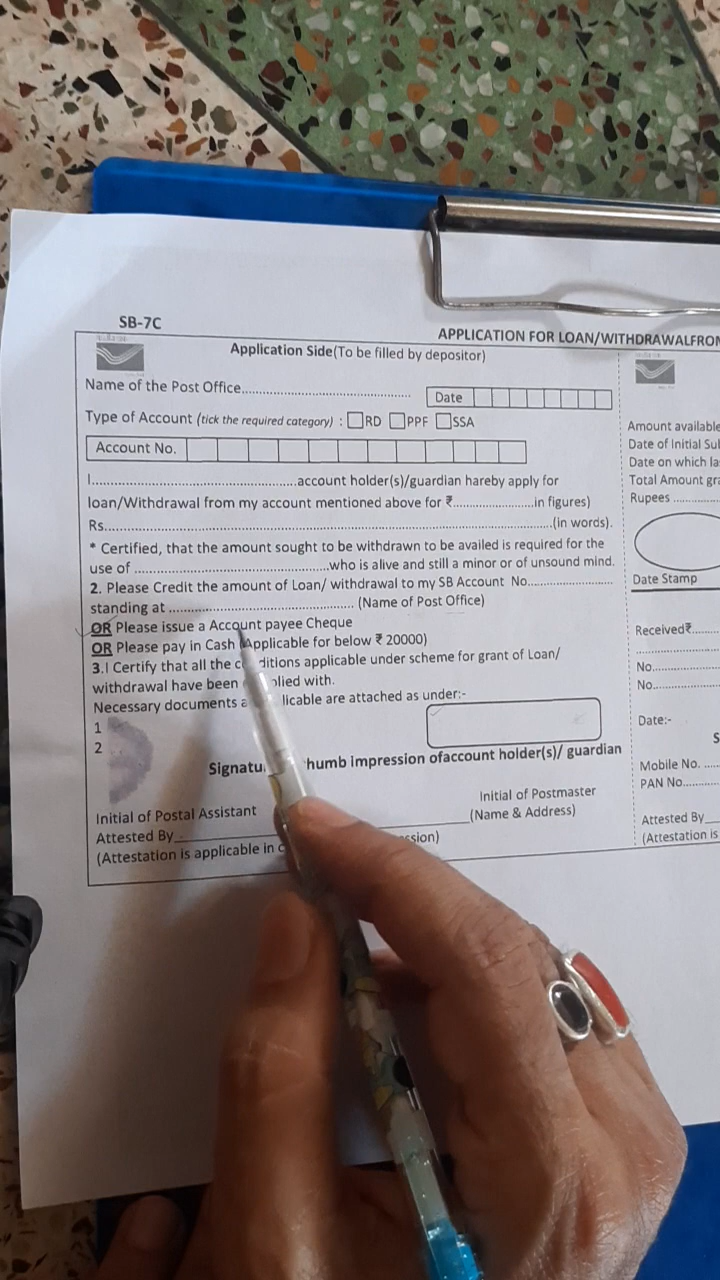 SB-7C
APPLICATION FOR LOAN/WITHDRAWALFROM
Application Side(To be filled by depositor)
Name of the Post Office.......................................
Date
Type of Account (tick the required category) : RD PPF SSA
Account No.
I................................................account holder(s)/guardian hereby apply for
loan/Withdrawal from my account mentioned above for ₹.......................in figures)
Rs.............................................................................................................(in words).
* Certified, that the amount sought to be withdrawn to be availed is required for the
use of ..............................................who is alive and still a minor or of unsound mind.
2. Please Credit the amount of Loan/ withdrawal to my SB Account No.....................
standing at ........................................... (Name of Post Office)
OR Please issue a Account payee Cheque
OR Please pay in Cash (Applicable for below ₹ 20000)
3.I Certify that all the conditions applicable under scheme for grant of Loan/
withdrawal have been complied with.
Necessary documents applicable are attached as under:-
1
2
humb impression ofaccount holder(s)/ guardian
Initial of Postal Assistant
Initial of Postmaster
(Name & Address)
Attested By
(Attestation is applicable in
Amount available
Date of Initial
Date on which
Total Amount
Rupees
Date Stamp
Received₹
No.
No.
Date:-
S
Mobile No.
PAN No.
Attested By
(Attestation is